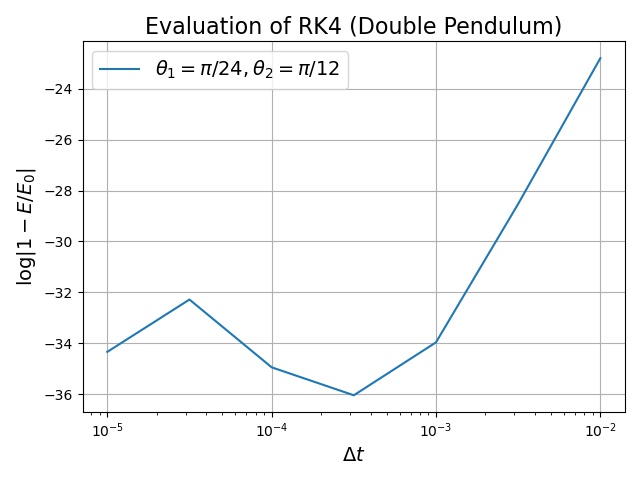 Evaluation of RK4 (Double Pendulum)
θ₁ = π/24, θ₂ = π/12
log|1 − E/E₀|
−24
−26
−28
−30
−32
−34
−36
10⁻⁵ 10⁻⁴ 10⁻³ 10⁻²
Δt